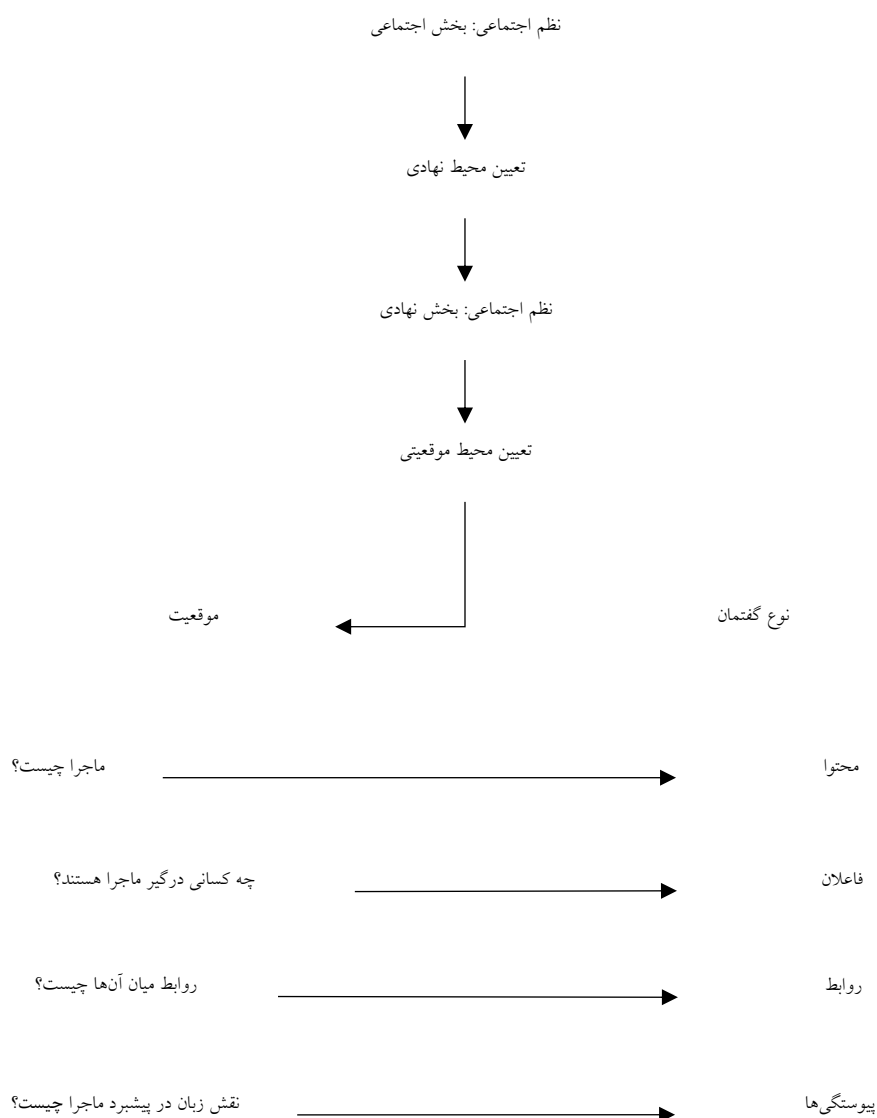 نظم اجتماعی: بخش اجتماعی
تعیین محیط نهادی
نظم اجتماعی: بخش نهادی
تعیین محیط موقعیتی
نوع گفتمان
موقعیت
محتوا
ماجرا چیست؟
فاعلان
چه کسانی درگیر ماجرا هستند؟
روابط
روابط میان آن‌ها چیست؟
پیوستگی‌ها
نقش زبان در پیشبرد ماجرا چیست؟